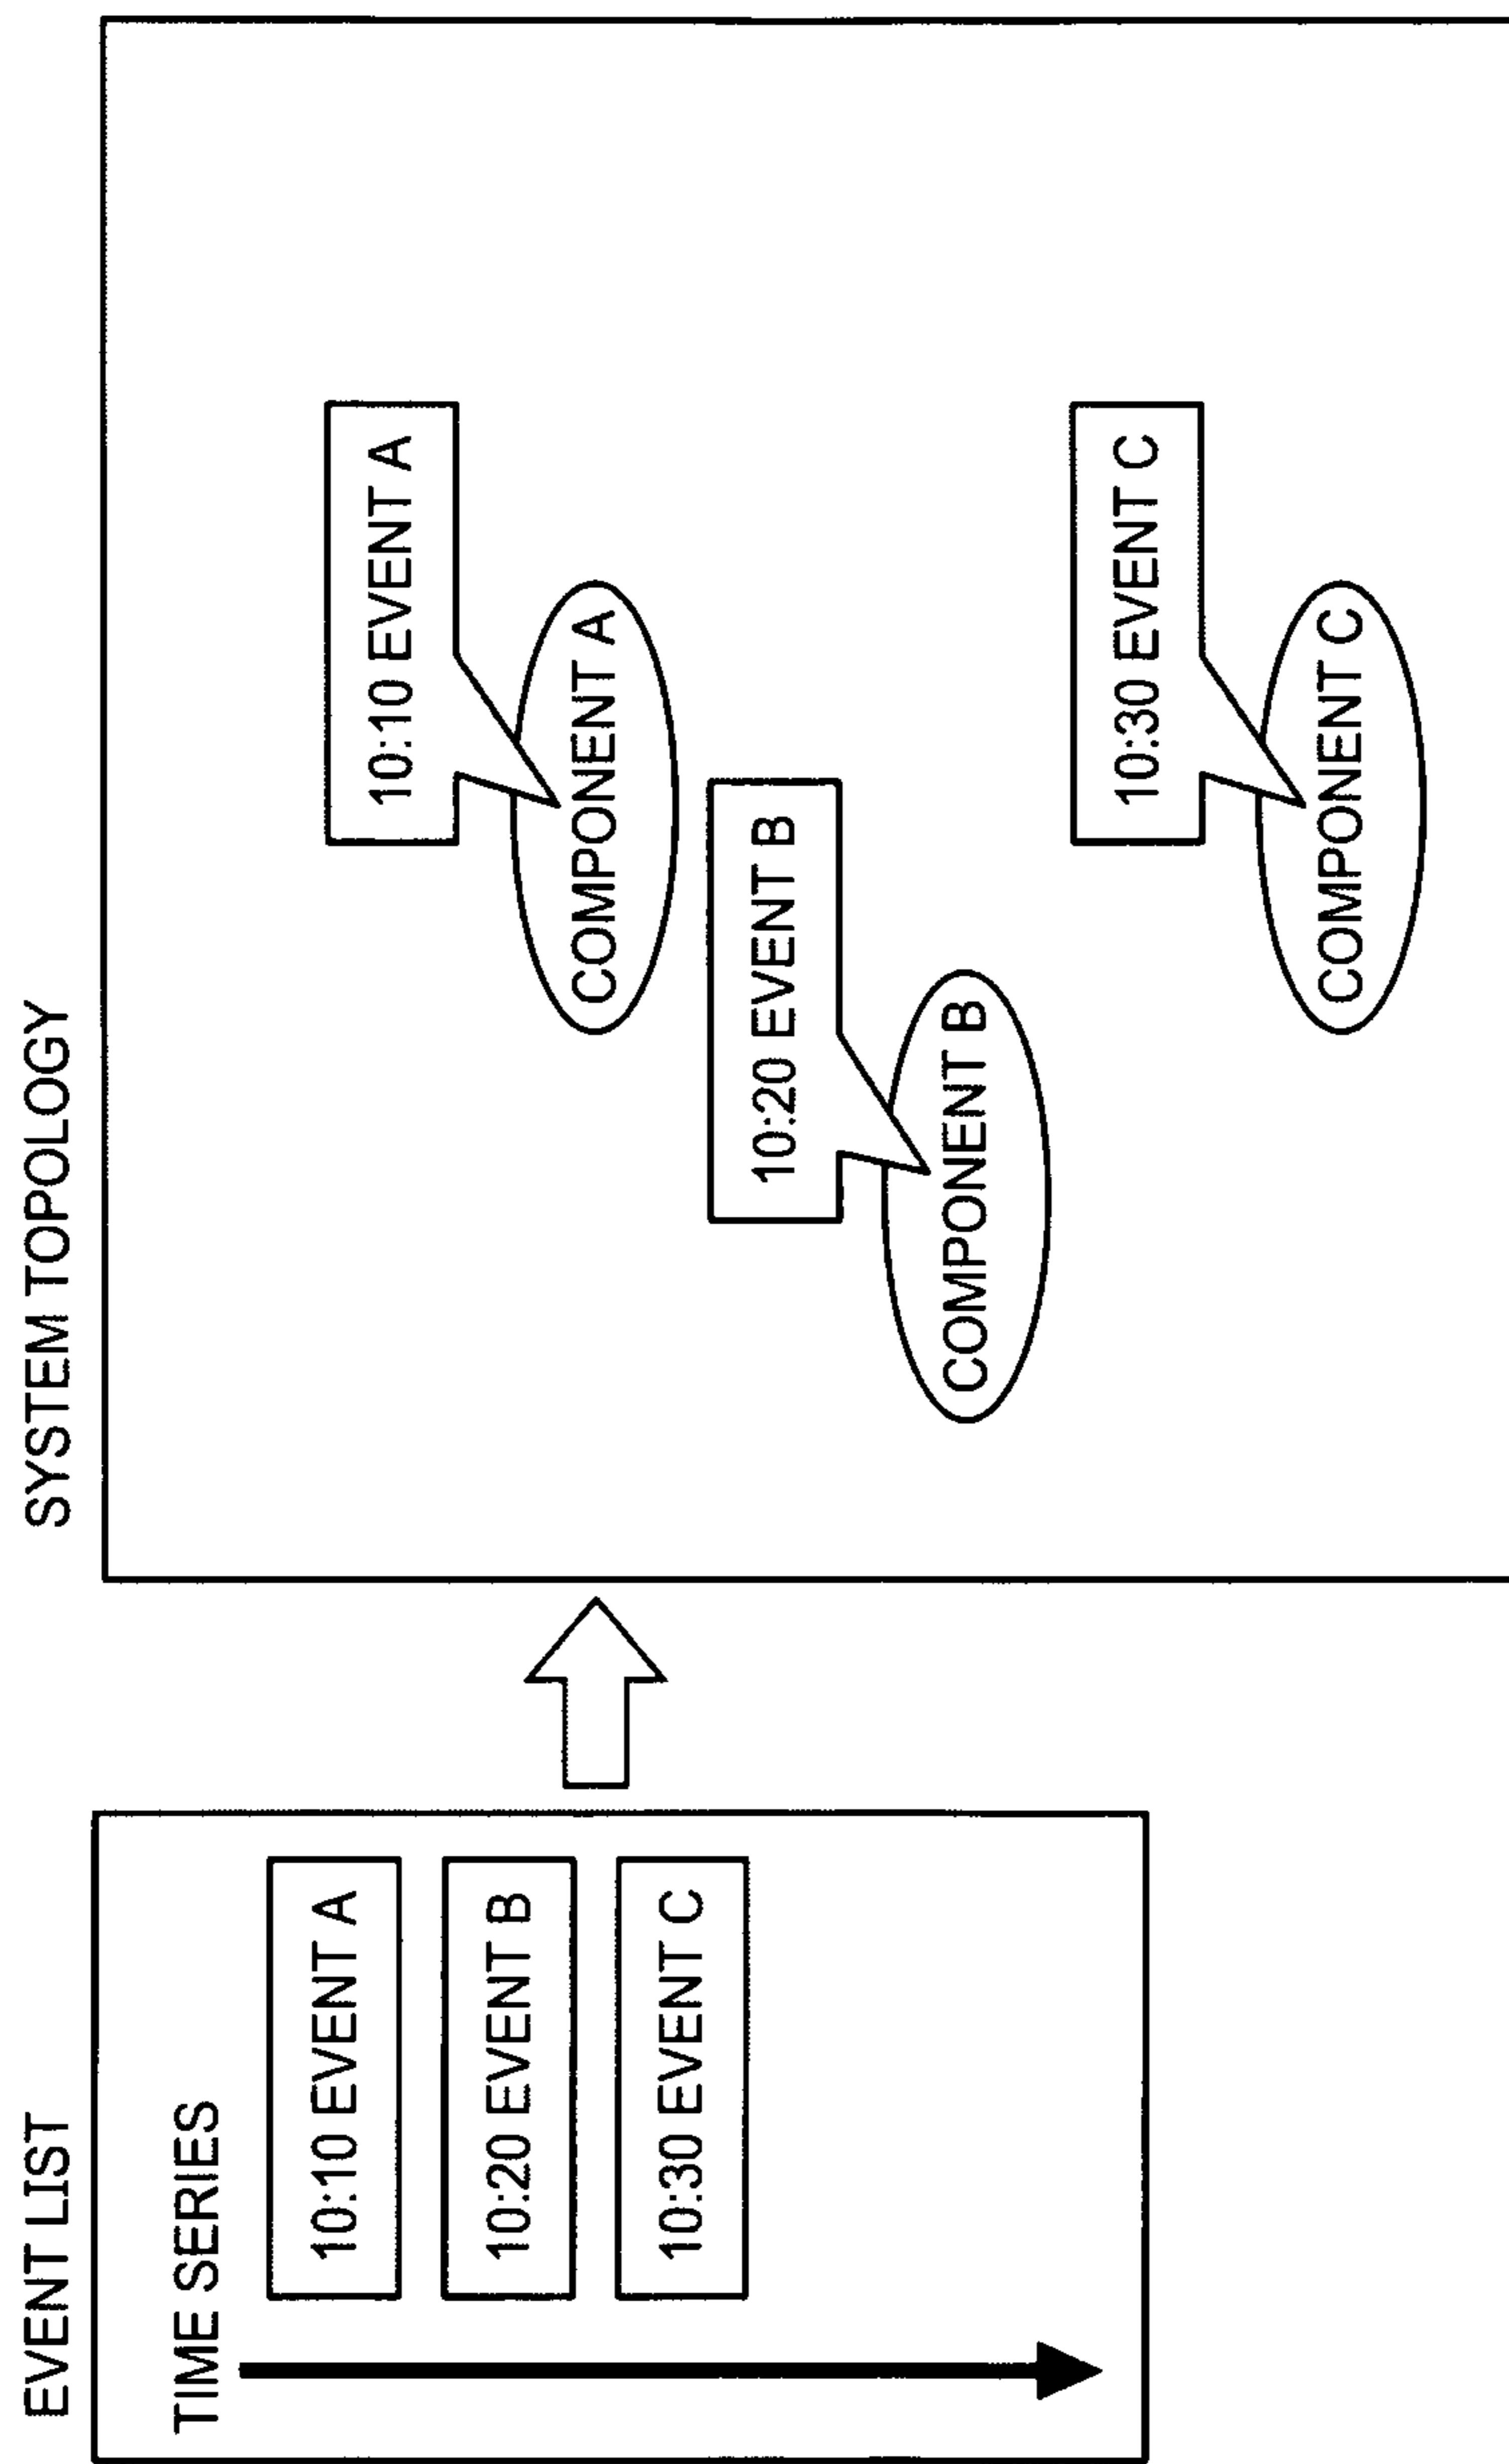 EVENT LIST
TIME SERIES
10:10 EVENT A
10:20 EVENT B
10:30 EVENT C
SYSTEM TOPOLOGY
10:10 EVENT A
COMPONENT A
10:20 EVENT B
COMPONENT B
10:30 EVENT C
COMPONENT C